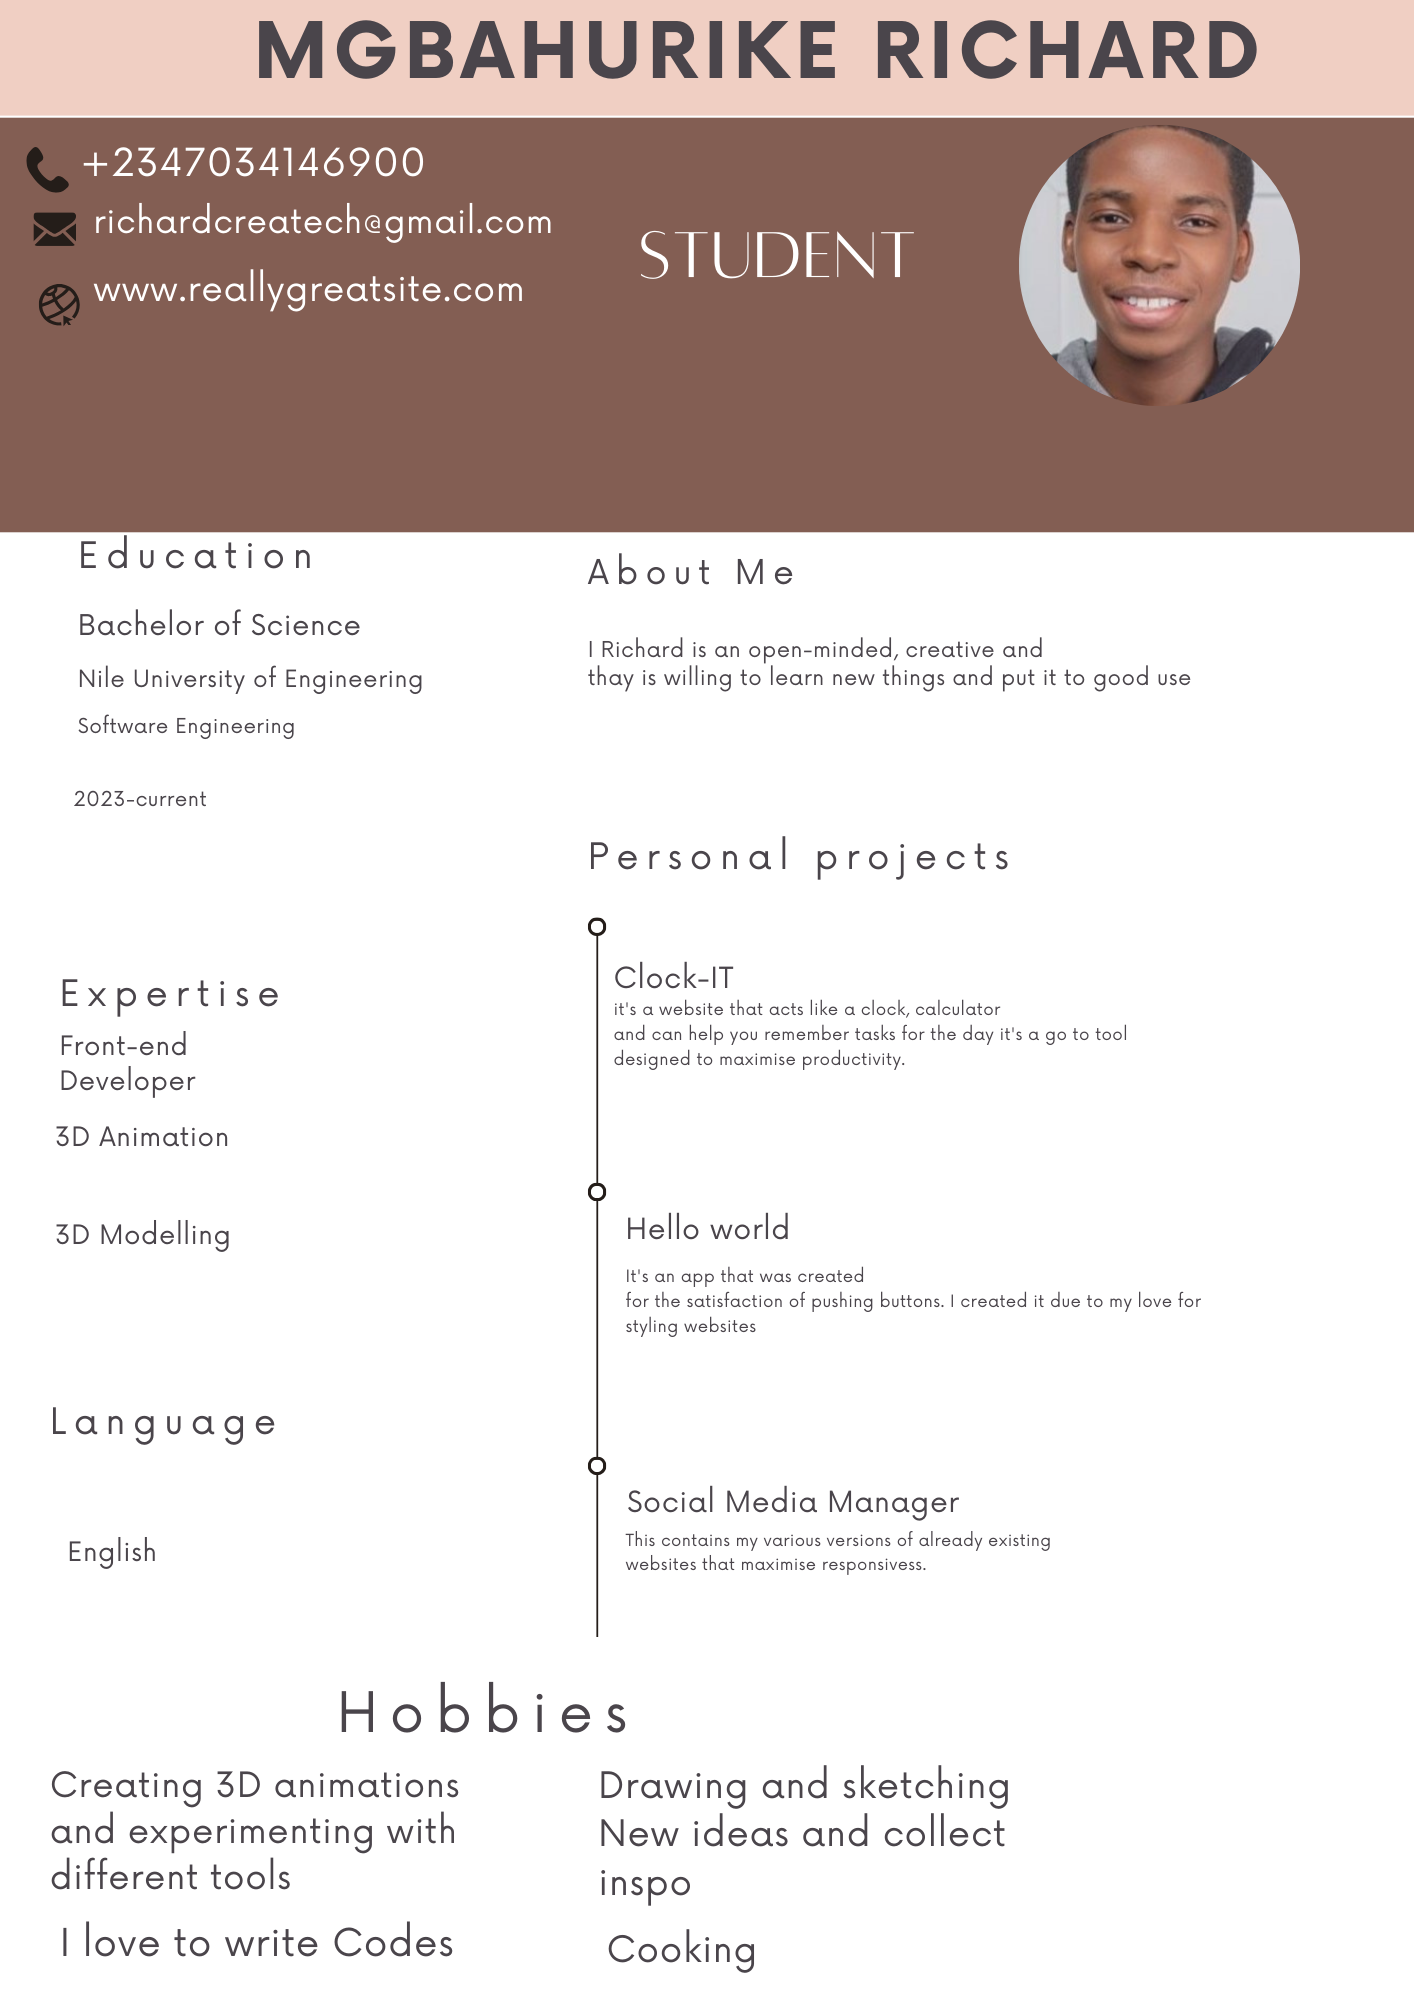 MGBAHURIKE RICHARD
+2347034146900
richardcreatech@gmail.com
www.reallygreatsite.com
STUDENT
Education
Bachelor of Science
Nile University of Engineering
Software Engineering
2023-current
Expertise
Front-end
Developer
3D Animation
3D Modelling
Language
English
About Me
I Richard is an open-minded, creative and
thay is willing to learn new things and put it to good use
Personal projects
Clock-IT
it's a website that acts like a clock, calculator
and can help you remember tasks for the day it's a go to tool
designed to maximise productivity.
Hello world
It's an app that was created
for the satisfaction of pushing buttons. I created it due to my love for
styling websites
Social Media Manager
This contains my various versions of already existing
websites that maximise responsivess.
Hobbies
Creating 3D animations
and experimenting with
different tools
I love to write Codes
Drawing and sketching
New ideas and collect
inspo
Cooking